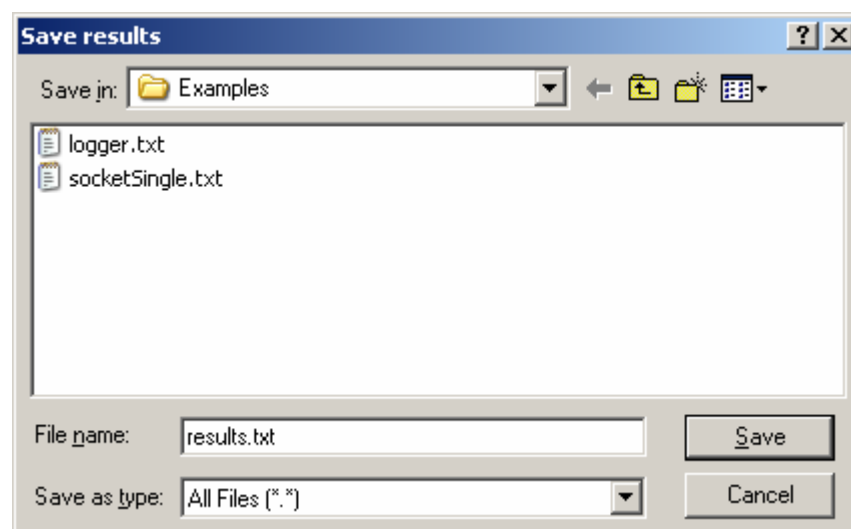 Save results
Save in: Examples
logger.txt
socketSingle.txt
File name: results.txt Save
Save as type: All Files (*.*) Cancel